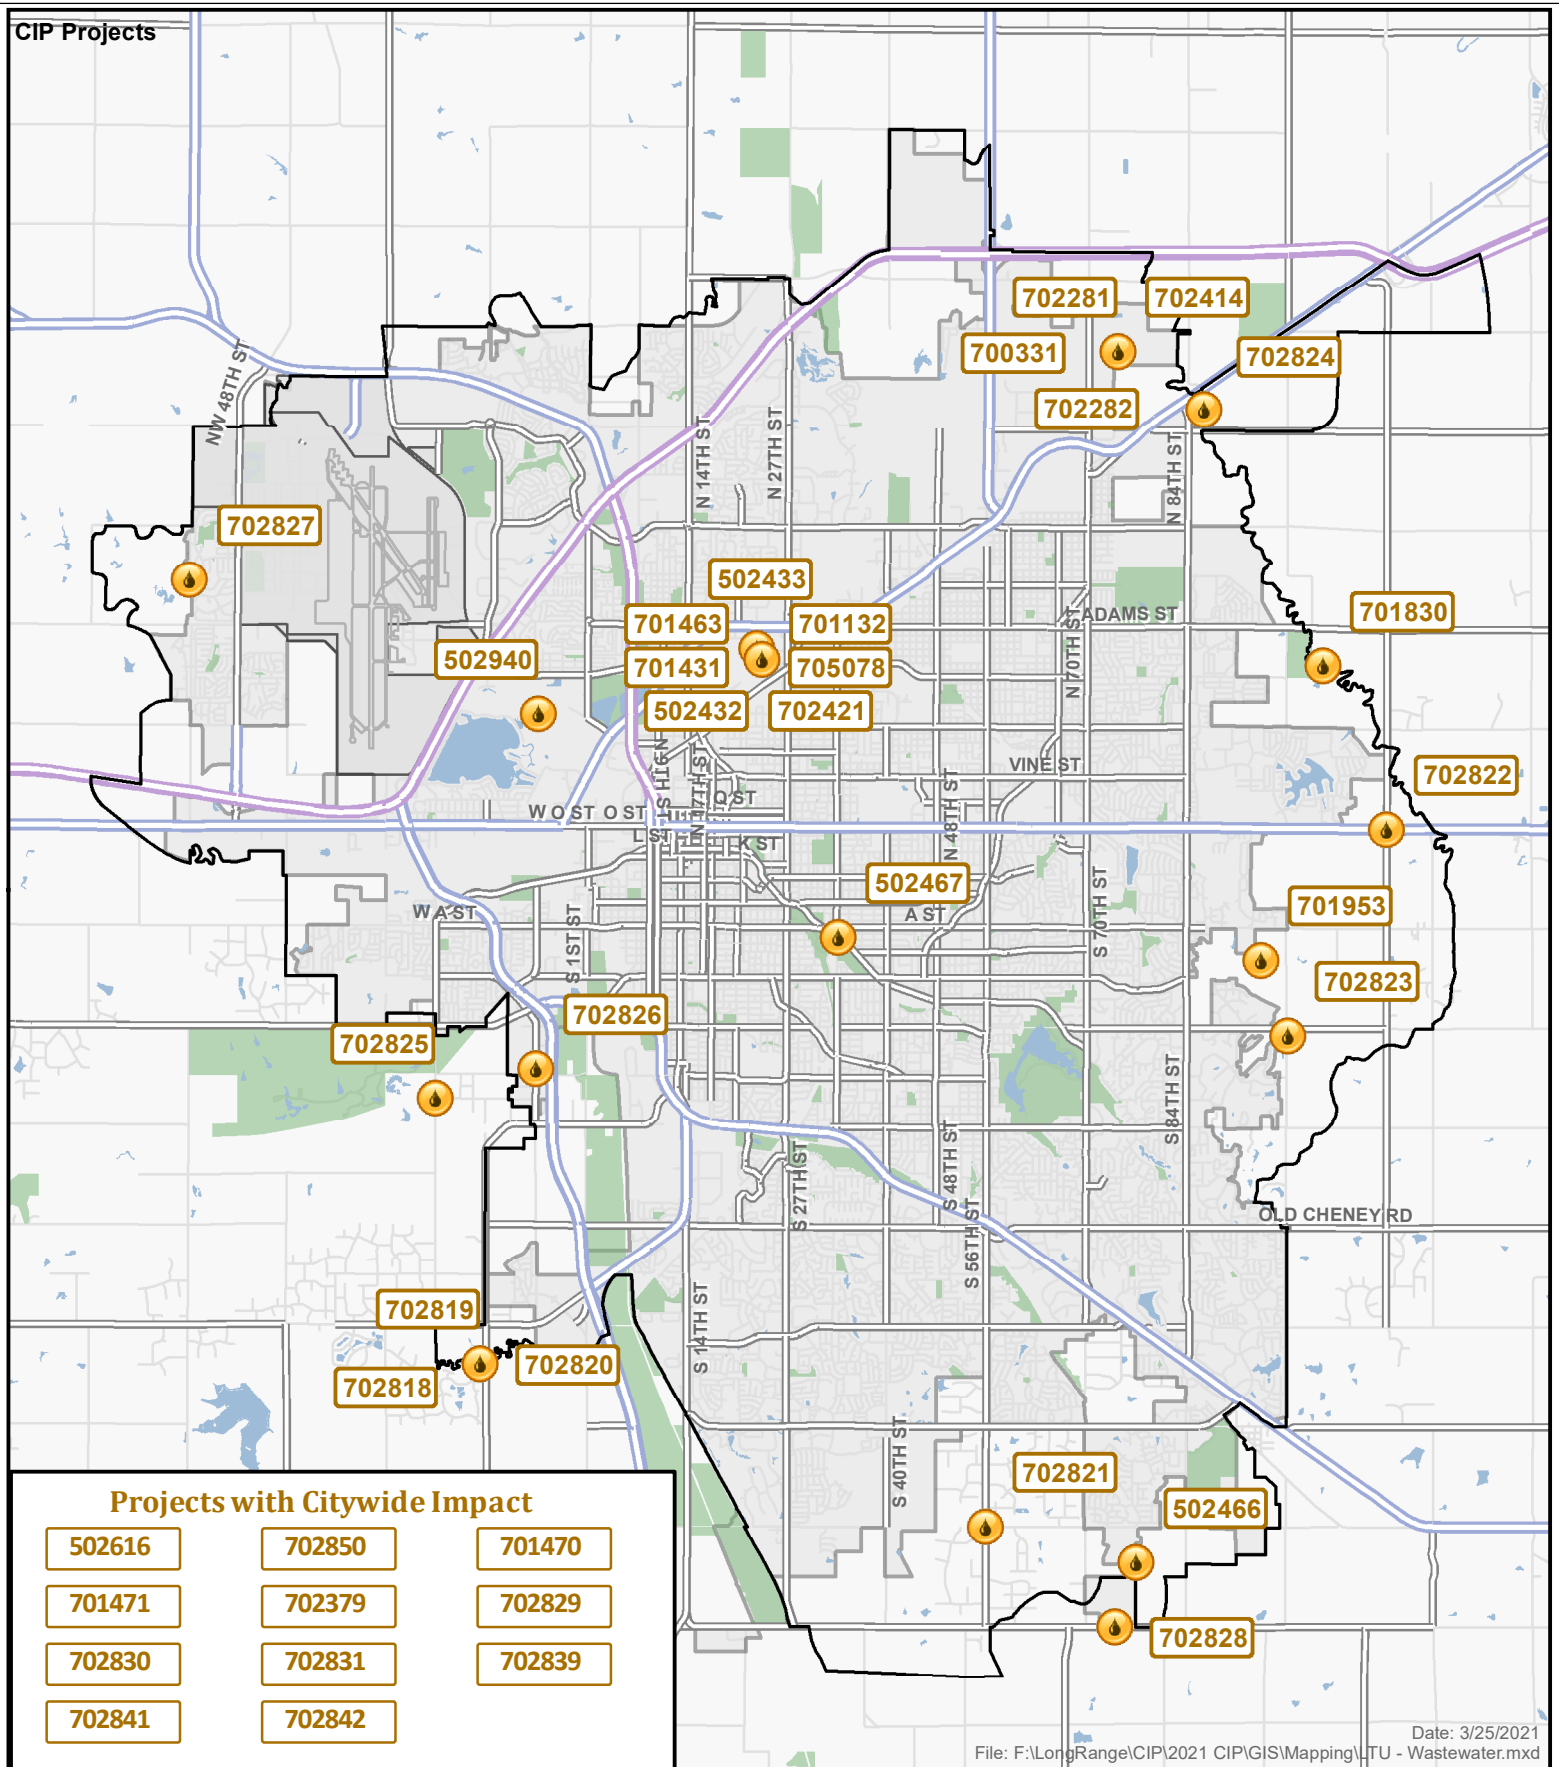 CIP Projects
702281
702414
700331
702824
702282
NW 48TH ST
N 14TH ST
N 27TH ST
N 84TH ST
702827
502433
701463
701132
ADAMS ST
701830
502940
701431
705078
N 70TH ST
502432
702421
N 9TH ST
N 17TH ST
VINE ST
702822
N 48TH ST
Q ST
W O ST
O ST
L ST
K ST
502467
701953
W A ST
A ST
S 1ST ST
S 70TH ST
702823
702826
702825
S 84TH ST
S 27TH ST
S 48TH ST
OLD CHENEY RD
S 56TH ST
702819
S 14TH ST
702820
702818
S 40TH ST
702821
502466
702828
Projects with Citywide Impact
502616 702850 701470
701471 702379 702829
702830 702831 702839
702841 702842
Date: 3/25/2021
File: F:\LongRange\CIP\2021 CIP\GIS\Mapping\LTU - Wastewater.mxd